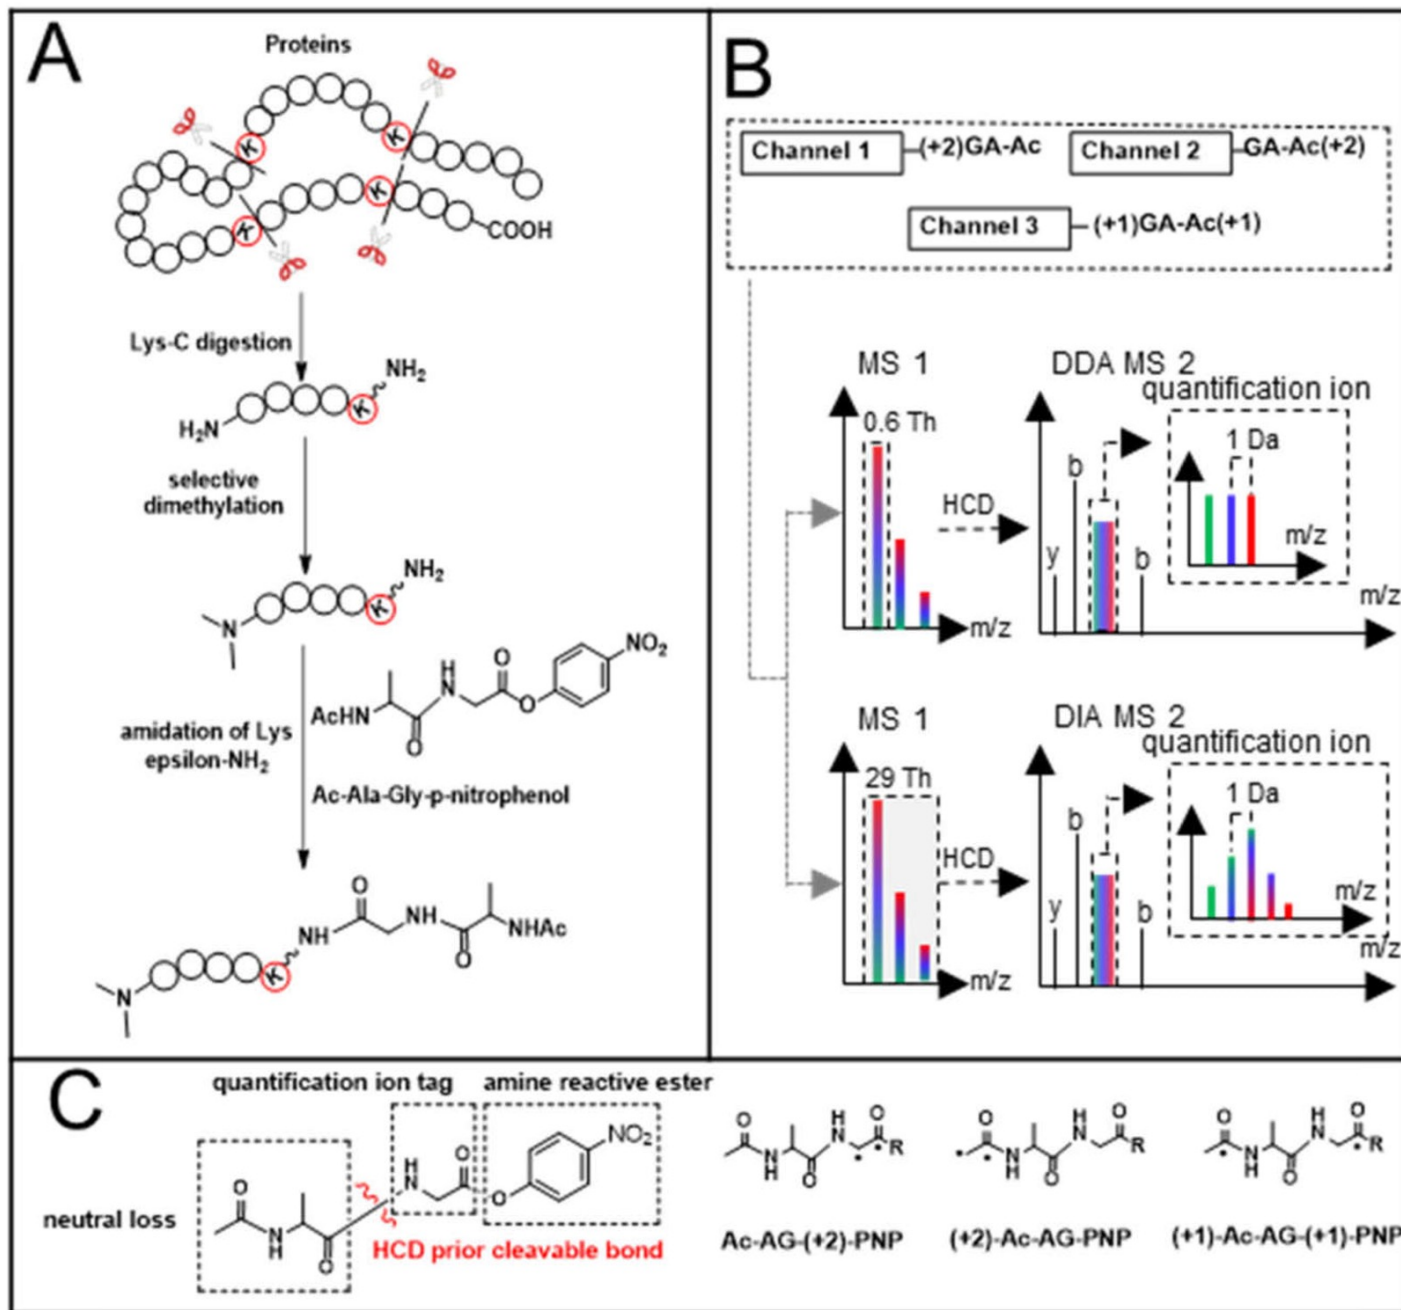 A
Proteins
K
K
K
K
COOH
Lys-C digestion
NH2
H2N
K
selective
dimethylation
NH2
K
N
NO2
O
H
N
O
AcHN
O
amidation of Lys
epsilon-NH2
Ac-Ala-Gly-p-nitrophenol
O
NH
NH
NHAc
O
K
N
B
Channel 1
(+2)GA-Ac
Channel 2
GA-Ac(+2)
Channel 3
(+1)GA-Ac(+1)
MS 1
DDA MS 2
quantification ion
0.6 Th
1 Da
b
HCD
m/z
y
b
m/z
m/z
MS 1
DIA MS 2
quantification ion
29 Th
1 Da
b
HCD
m/z
y
b
m/z
m/z
C
quantification ion tag
amine reactive ester
NO2
H
N
O
O
O
N
H
O
neutral loss
HCD prior cleavable bond
O
N
H
O
H
N
O
R
Ac-AG-(+2)-PNP
O
N
H
O
H
N
O
R
(+2)-Ac-AG-PNP
O
N
H
O
H
N
O
R
(+1)-Ac-AG-(+1)-PNP